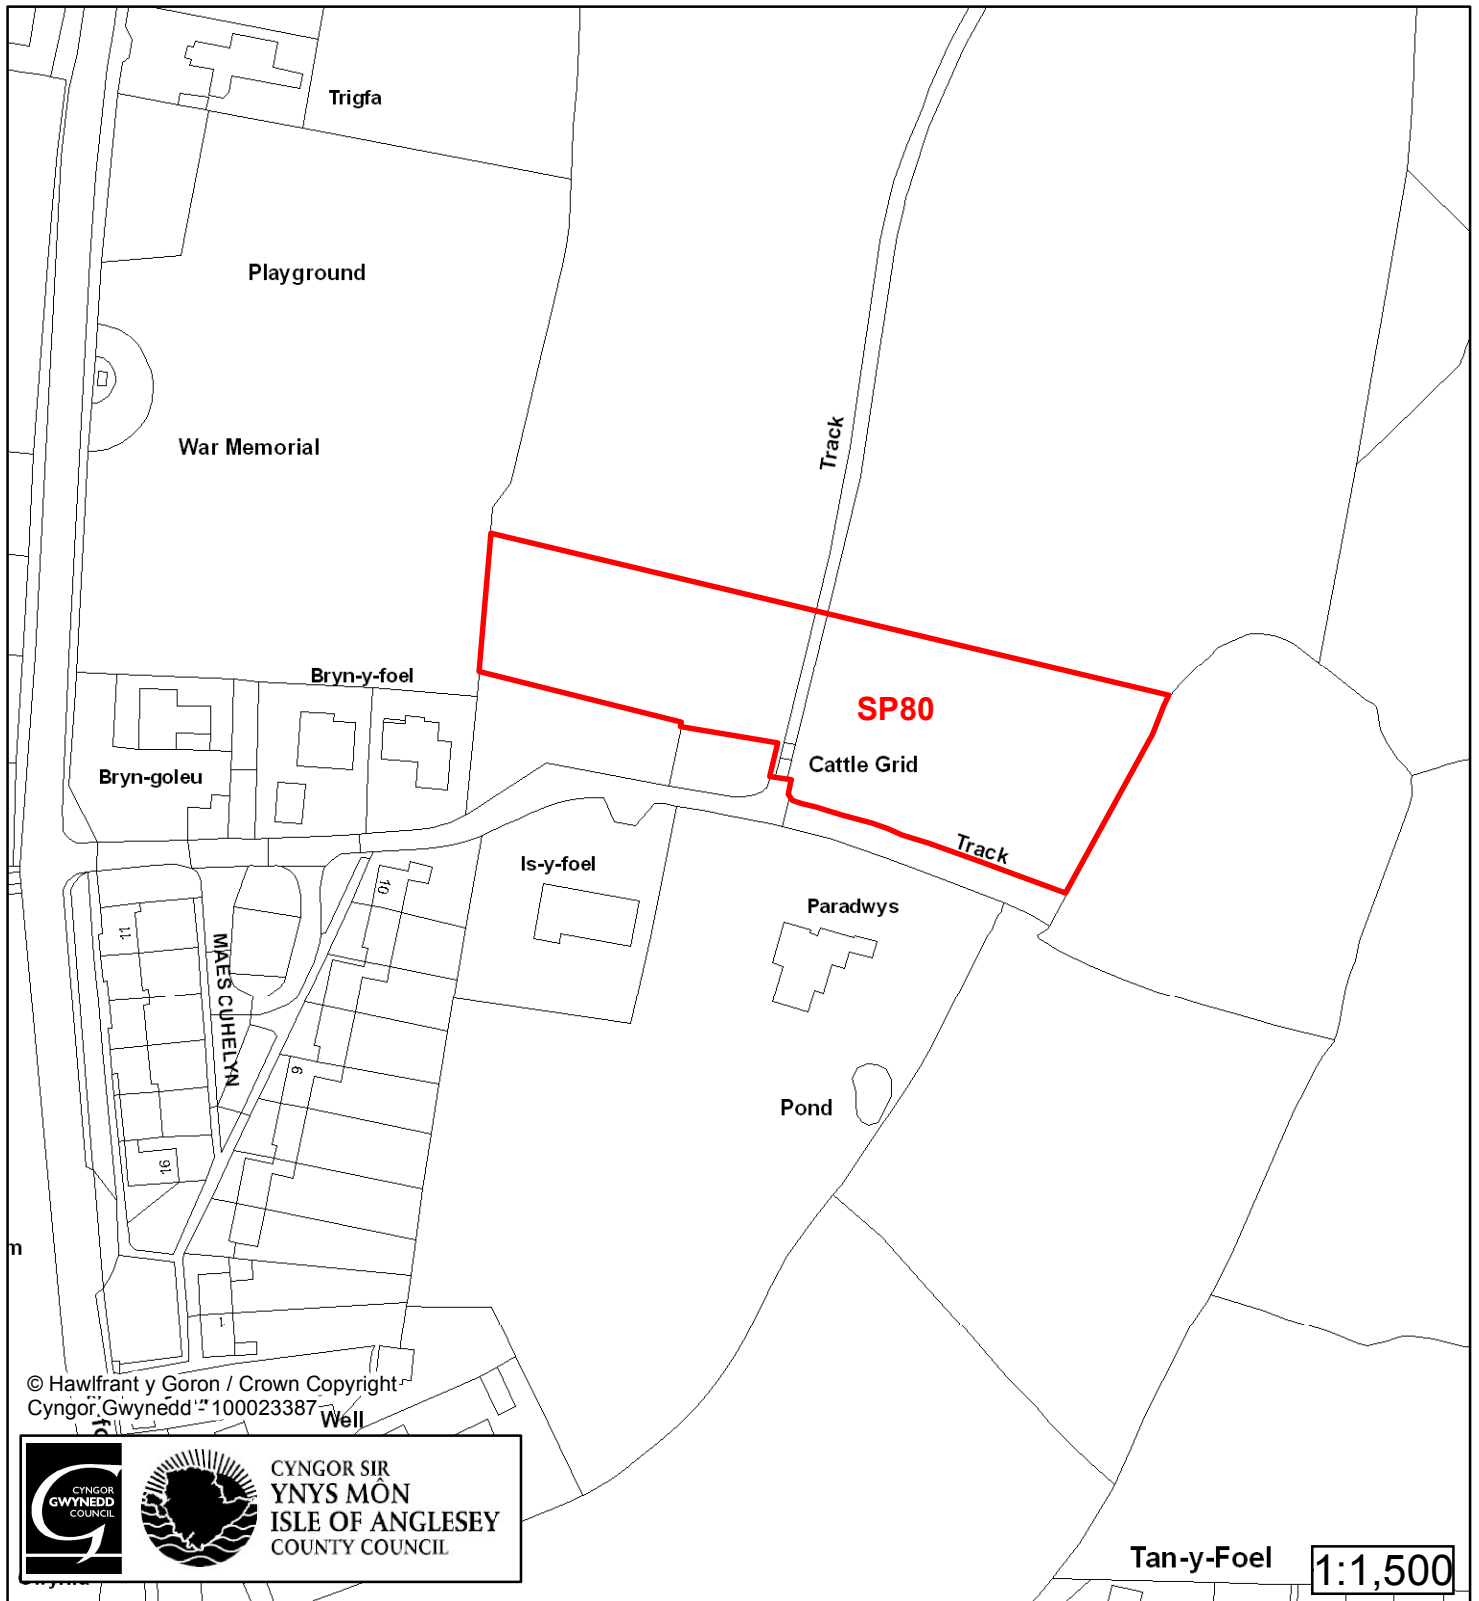 Trigfa
Playground
War Memorial
Track
Bryn-y-foel
SP80
Bryn-goleu
Cattle Grid
Track
Is-y-foel
10
Paradwys
11
MAES CUHELYN
9
Pond
16
m
1
© Hawlfrant y Goron / Crown Copyright
Cyngor Gwynedd - 100023387
Well
CYNGOR
GWYNEDD
COUNCIL
CYNGOR SIR
YNYS MÔN
ISLE OF ANGLESEY
COUNTY COUNCIL
Tan-y-Foel
1:1,500